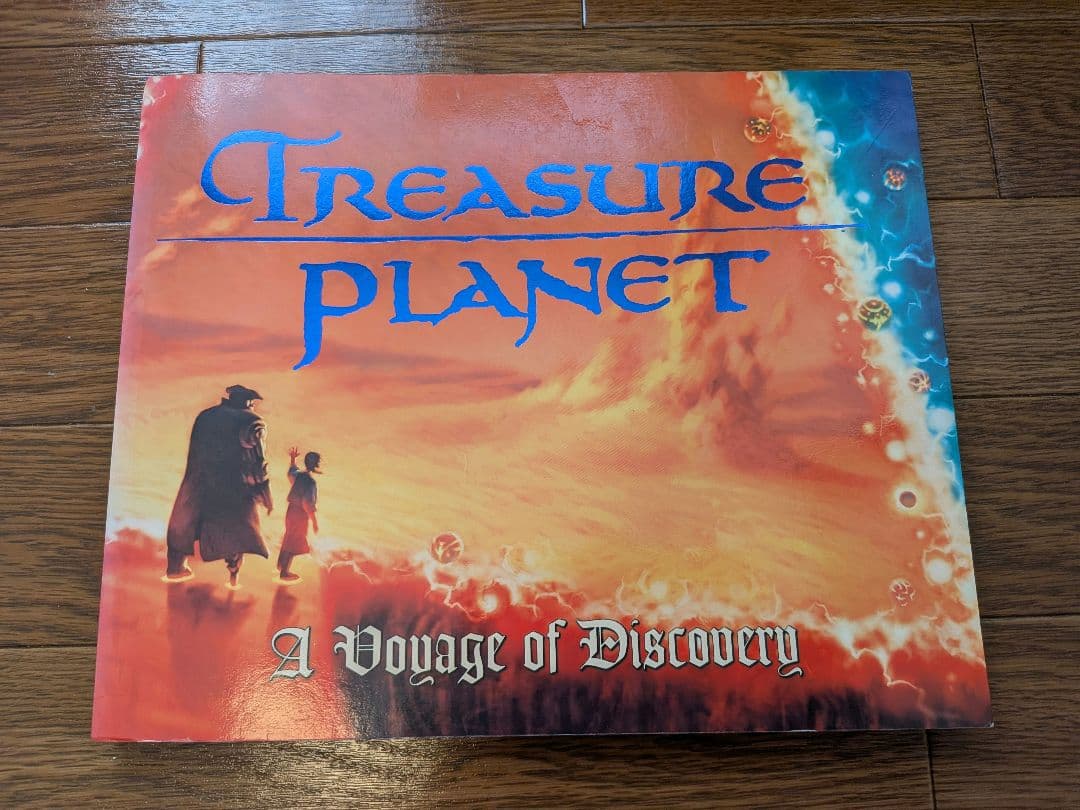 TREASURE
PLANET
A Voyage of Discovery